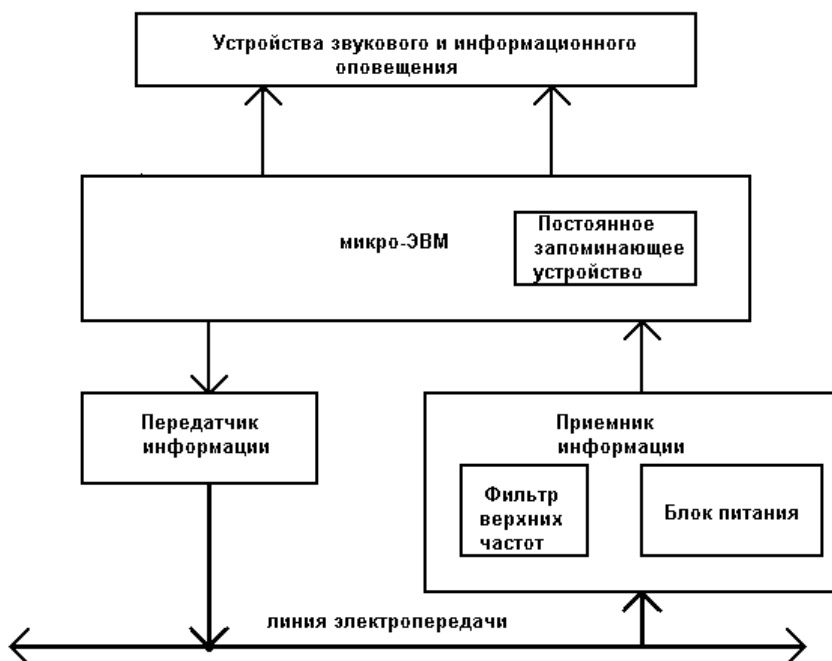 Устройства звукового и информационного
оповещения
микро-ЭВМ
Постоянное
запоминающее
устройство
Передатчик
информации
Приемник
информации
Фильтр
верхних
частот
Блок питания
линия электропередачи